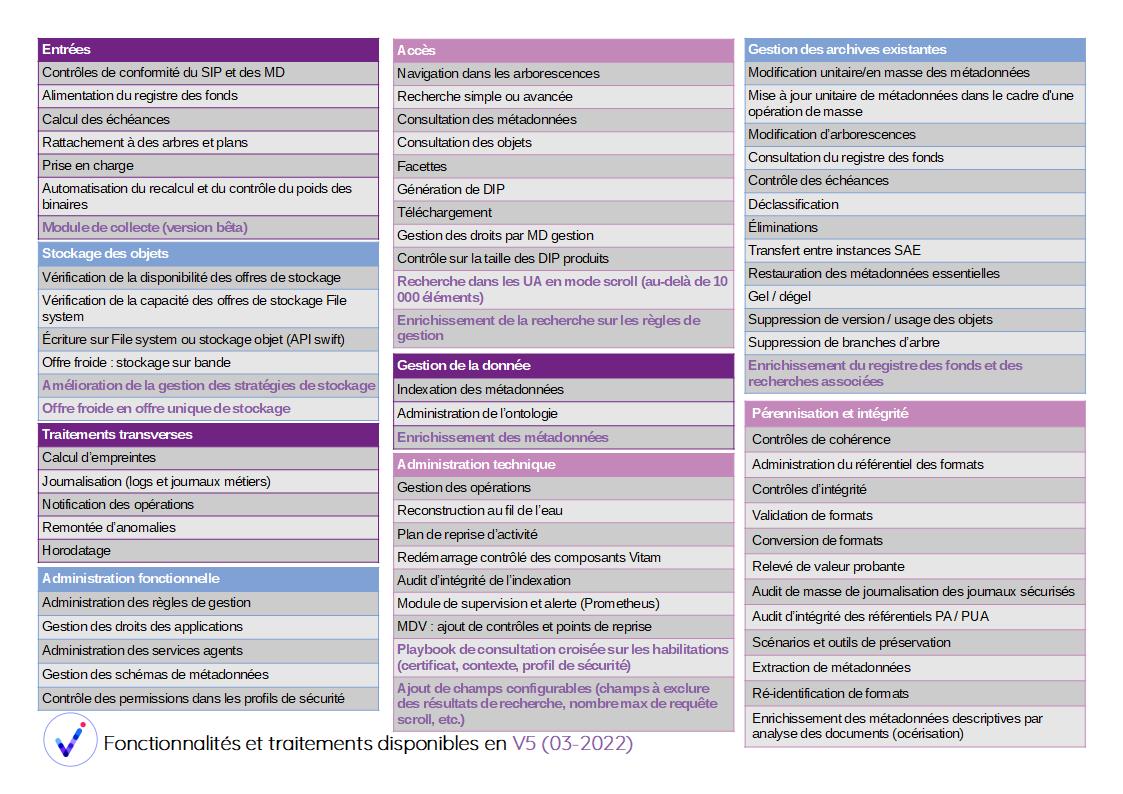 Entrées
Contrôles de conformité du SIP et des MD
Alimentation du registre des fonds
Calcul des échéances
Rattachement à des arbres et plans
Prise en charge
Automatisation du recalcul et du contrôle du poids des
binaires
Module de collecte (version bêta)
Stockage des objets
Vérification de la disponibilité des offres de stockage
Vérification de la capacité des offres de stockage File
system
Écriture sur File system ou stockage objet (API swift)
Offre froide : stockage sur bande
Amélioration de la gestion des stratégies de stockage
Offre froide en offre unique de stockage
Traitements transverses
Calcul d’empreintes
Journalisation (logs et journaux métiers)
Notification des opérations
Remontée d’anomalies
Horodatage
Administration fonctionnelle
Administration des règles de gestion
Gestion des droits des applications
Administration des services agents
Gestion des schémas de métadonnées
Contrôle des permissions dans les profils de sécurité
Accès
Navigation dans les arborescences
Recherche simple ou avancée
Consultation des métadonnées
Consultation des objets
Facettes
Génération de DIP
Téléchargement
Gestion des droits par MD gestion
Contrôle sur la taille des DIP produits
Recherche dans les UA en mode scroll (au-delà de 10
000 éléments)
Enrichissement de la recherche sur les règles de
gestion
Gestion de la donnée
Indexation des métadonnées
Administration de l’ontologie
Enrichissement des métadonnées
Administration technique
Gestion des opérations
Reconstruction au fil de l’eau
Plan de reprise d’activité
Redémarrage contrôlé des composants Vitam
Audit d’intégrité de l’indexation
Module de supervision et alerte (Prometheus)
MDV : ajout de contrôles et points de reprise
Playbook de consultation croisée sur les habilitations
(certificat, contexte, profil de sécurité)
Ajout de champs configurables (champs à exclure
des résultats de recherche, nombre max de requête
scroll, etc.)
Gestion des archives existantes
Modification unitaire/en masse des métadonnées
Mise à jour unitaire de métadonnées dans le cadre d'une
opération de masse
Modification d’arborescences
Consultation du registre des fonds
Contrôle des échéances
Déclassification
Éliminations
Transfert entre instances SAE
Restauration des métadonnées essentielles
Gel / dégel
Suppression de version / usage des objets
Suppression de branches d’arbre
Enrichissement du registre des fonds et des
recherches associées
Pérennisation et intégrité
Contrôles de cohérence
Administration du référentiel des formats
Contrôles d’intégrité
Validation de formats
Conversion de formats
Relevé de valeur probante
Audit de masse de journalisation des journaux sécurisés
Audit d’intégrité des référentiels PA / PUA
Scénarios et outils de préservation
Extraction de métadonnées
Ré-identification de formats
Enrichissement des métadonnées descriptives par
analyse des documents (océrisation)
Fonctionnalités et traitements disponibles en V5 (03-2022)